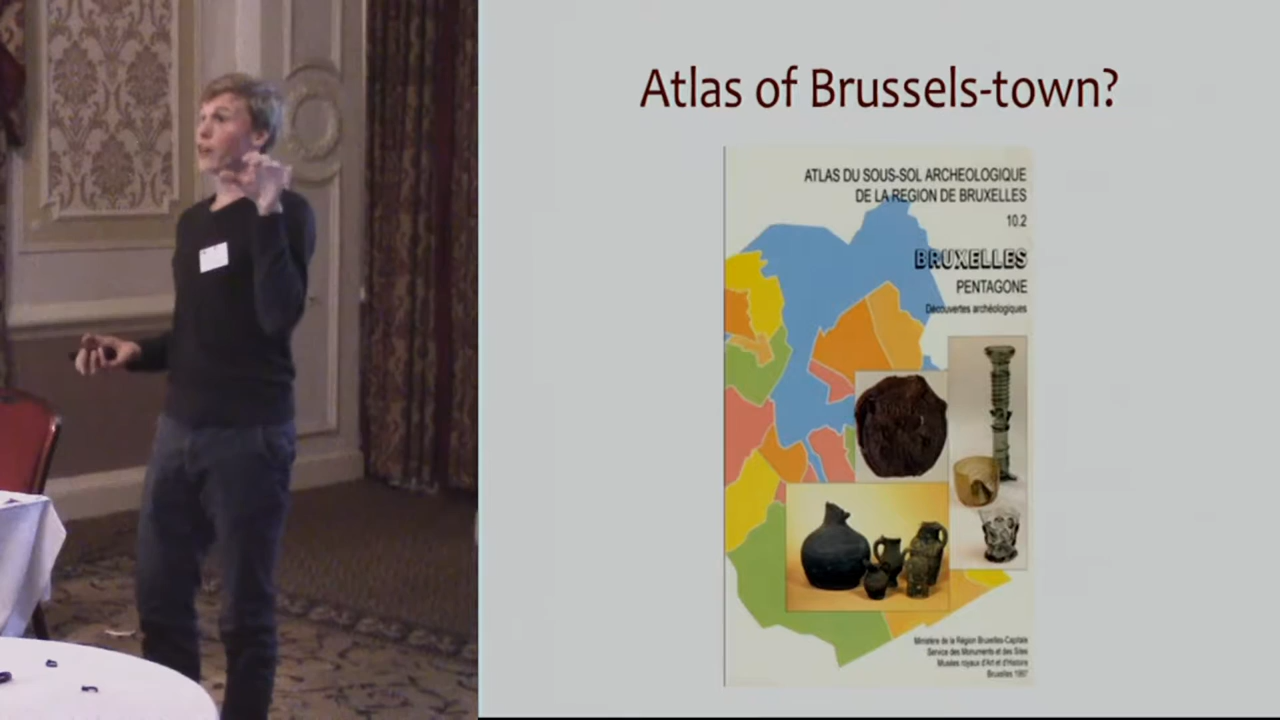 Atlas of Brussels-town?
ATLAS DU SOUS-SOL ARCHEOLOGIQUE
DE LA REGION DE BRUXELLES
10.2
BRUXELLES
PENTAGONE
Découvertes archéologiques
Ministère de la Région Bruxelles-Capitale
Service des Monuments et des Sites
Musées royaux d'Art et d'Histoire
Bruxelles 1997